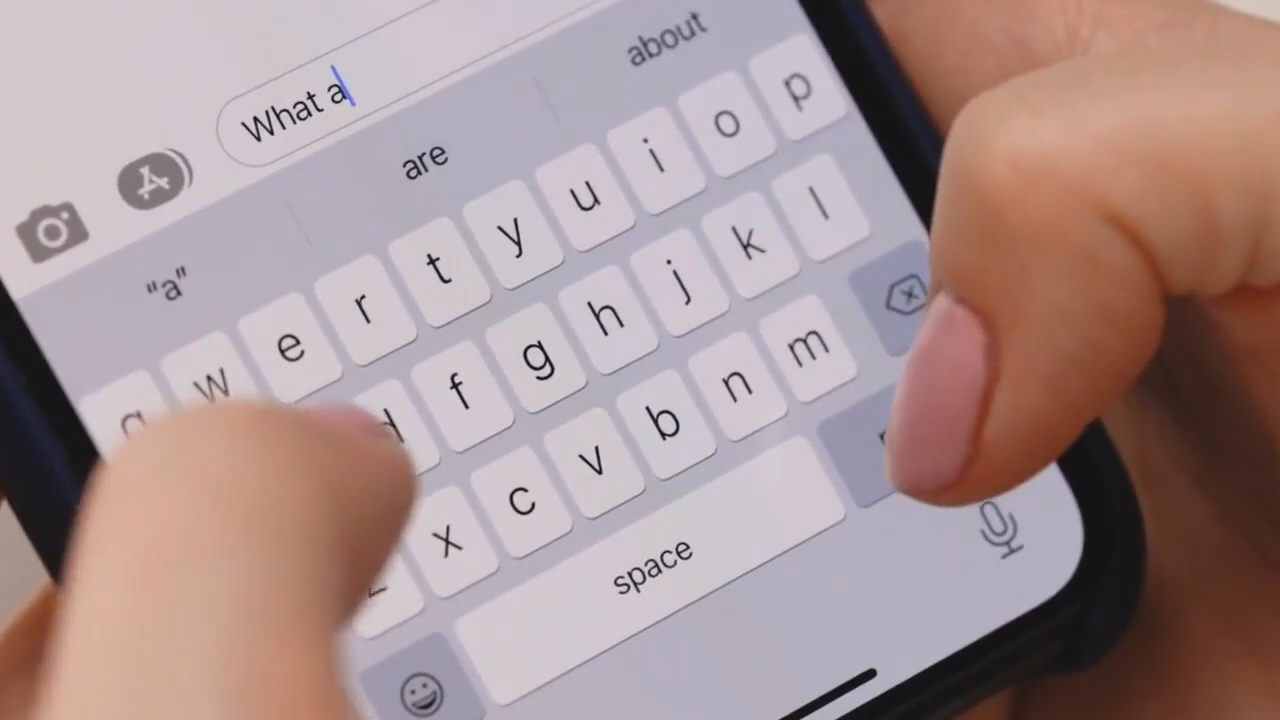 What a
"a" are about
q w e r t y u i o p
d f g h j k l
z x c v b n m
space